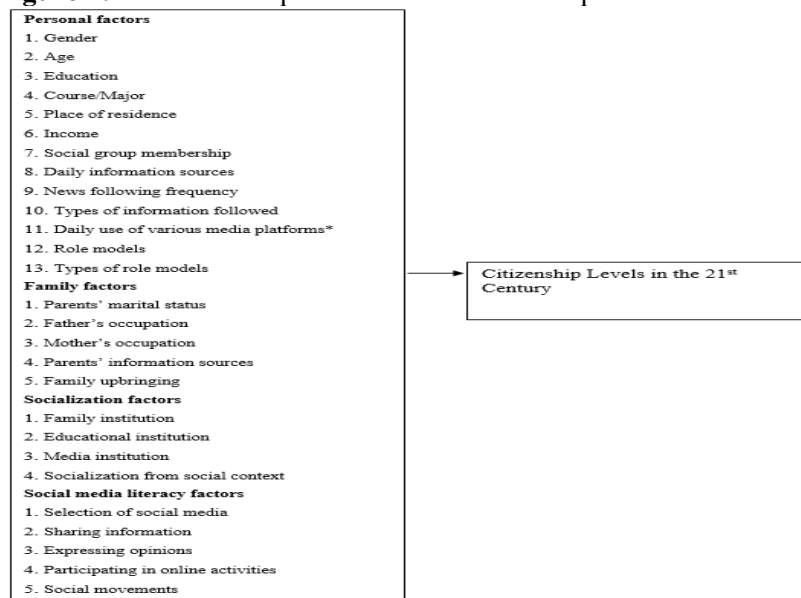 Personal factors
1. Gender
2. Age
3. Education
4. Course/Major
5. Place of residence
6. Income
7. Social group membership
8. Daily information sources
9. News following frequency
10. Types of information followed
11. Daily use of various media platforms*
12. Role models
13. Types of role models
Family factors
1. Parents’ marital status
2. Father’s occupation
3. Mother’s occupation
4. Parents’ information sources
5. Family upbringing
Socialization factors
1. Family institution
2. Educational institution
3. Media institution
4. Socialization from social context
Social media literacy factors
1. Selection of social media
2. Sharing information
3. Expressing opinions
4. Participating in online activities
5. Social movements
Citizenship Levels in the 21st
Century